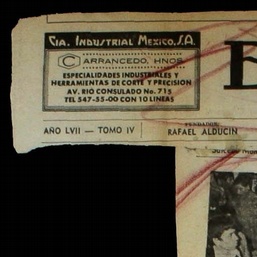 Cia. Industrial Mexico, S.A.
CARRANCEDO, HNOS.
ESPECIALIDADES INDUSTRIALES Y
HERRAMIENTAS DE CORTE Y PRECISION
AV. RIO CONSULADO No. 715
TEL 547-55-00 CON 10 LINEAS
AÑO LVII — TOMO IV
FUNDADOR
RAFAEL ALDUCIN